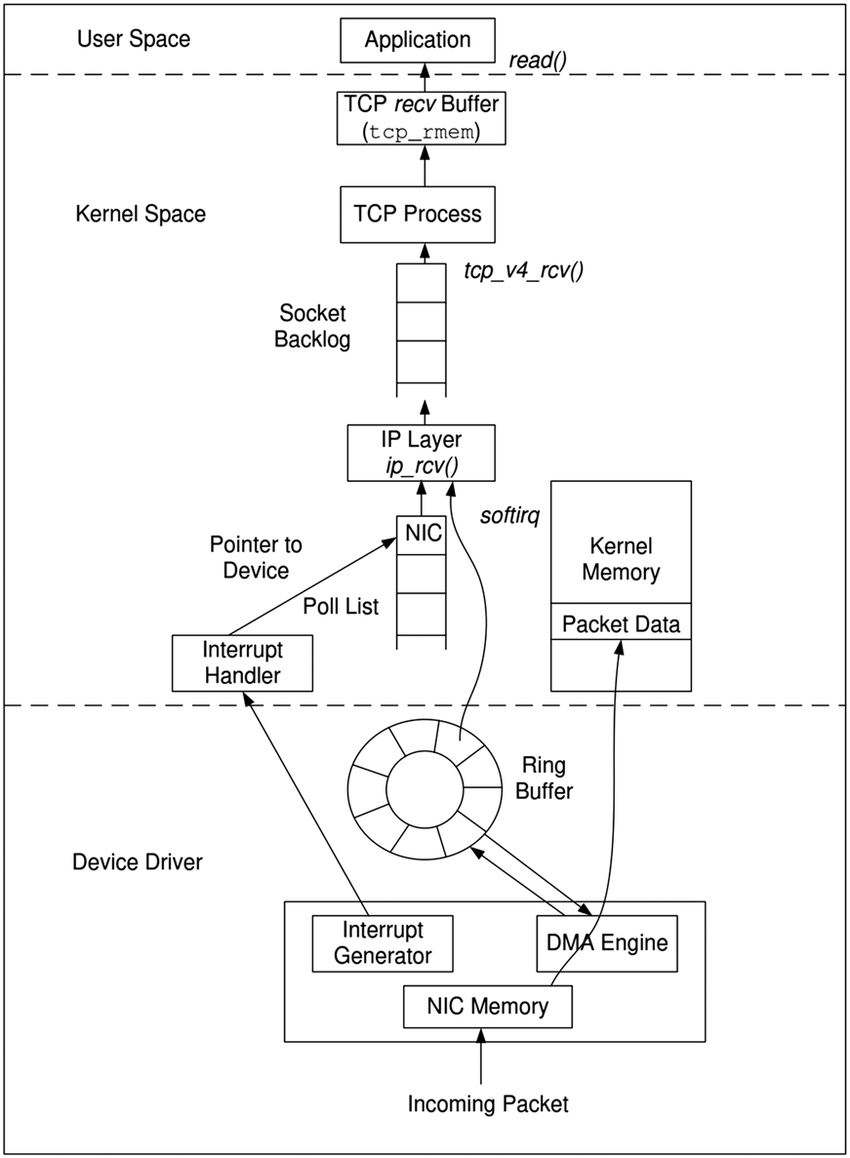 User Space
Application
read()
TCP recv Buffer
(tcp_rmem)
Kernel Space
TCP Process
tcp_v4_rcv()
Socket
Backlog
IP Layer
ip_rcv()
softirq
NIC
Pointer to
Device
Poll List
Kernel
Memory
Packet Data
Interrupt
Handler
Ring
Buffer
Device Driver
Interrupt
Generator
DMA Engine
NIC Memory
Incoming Packet